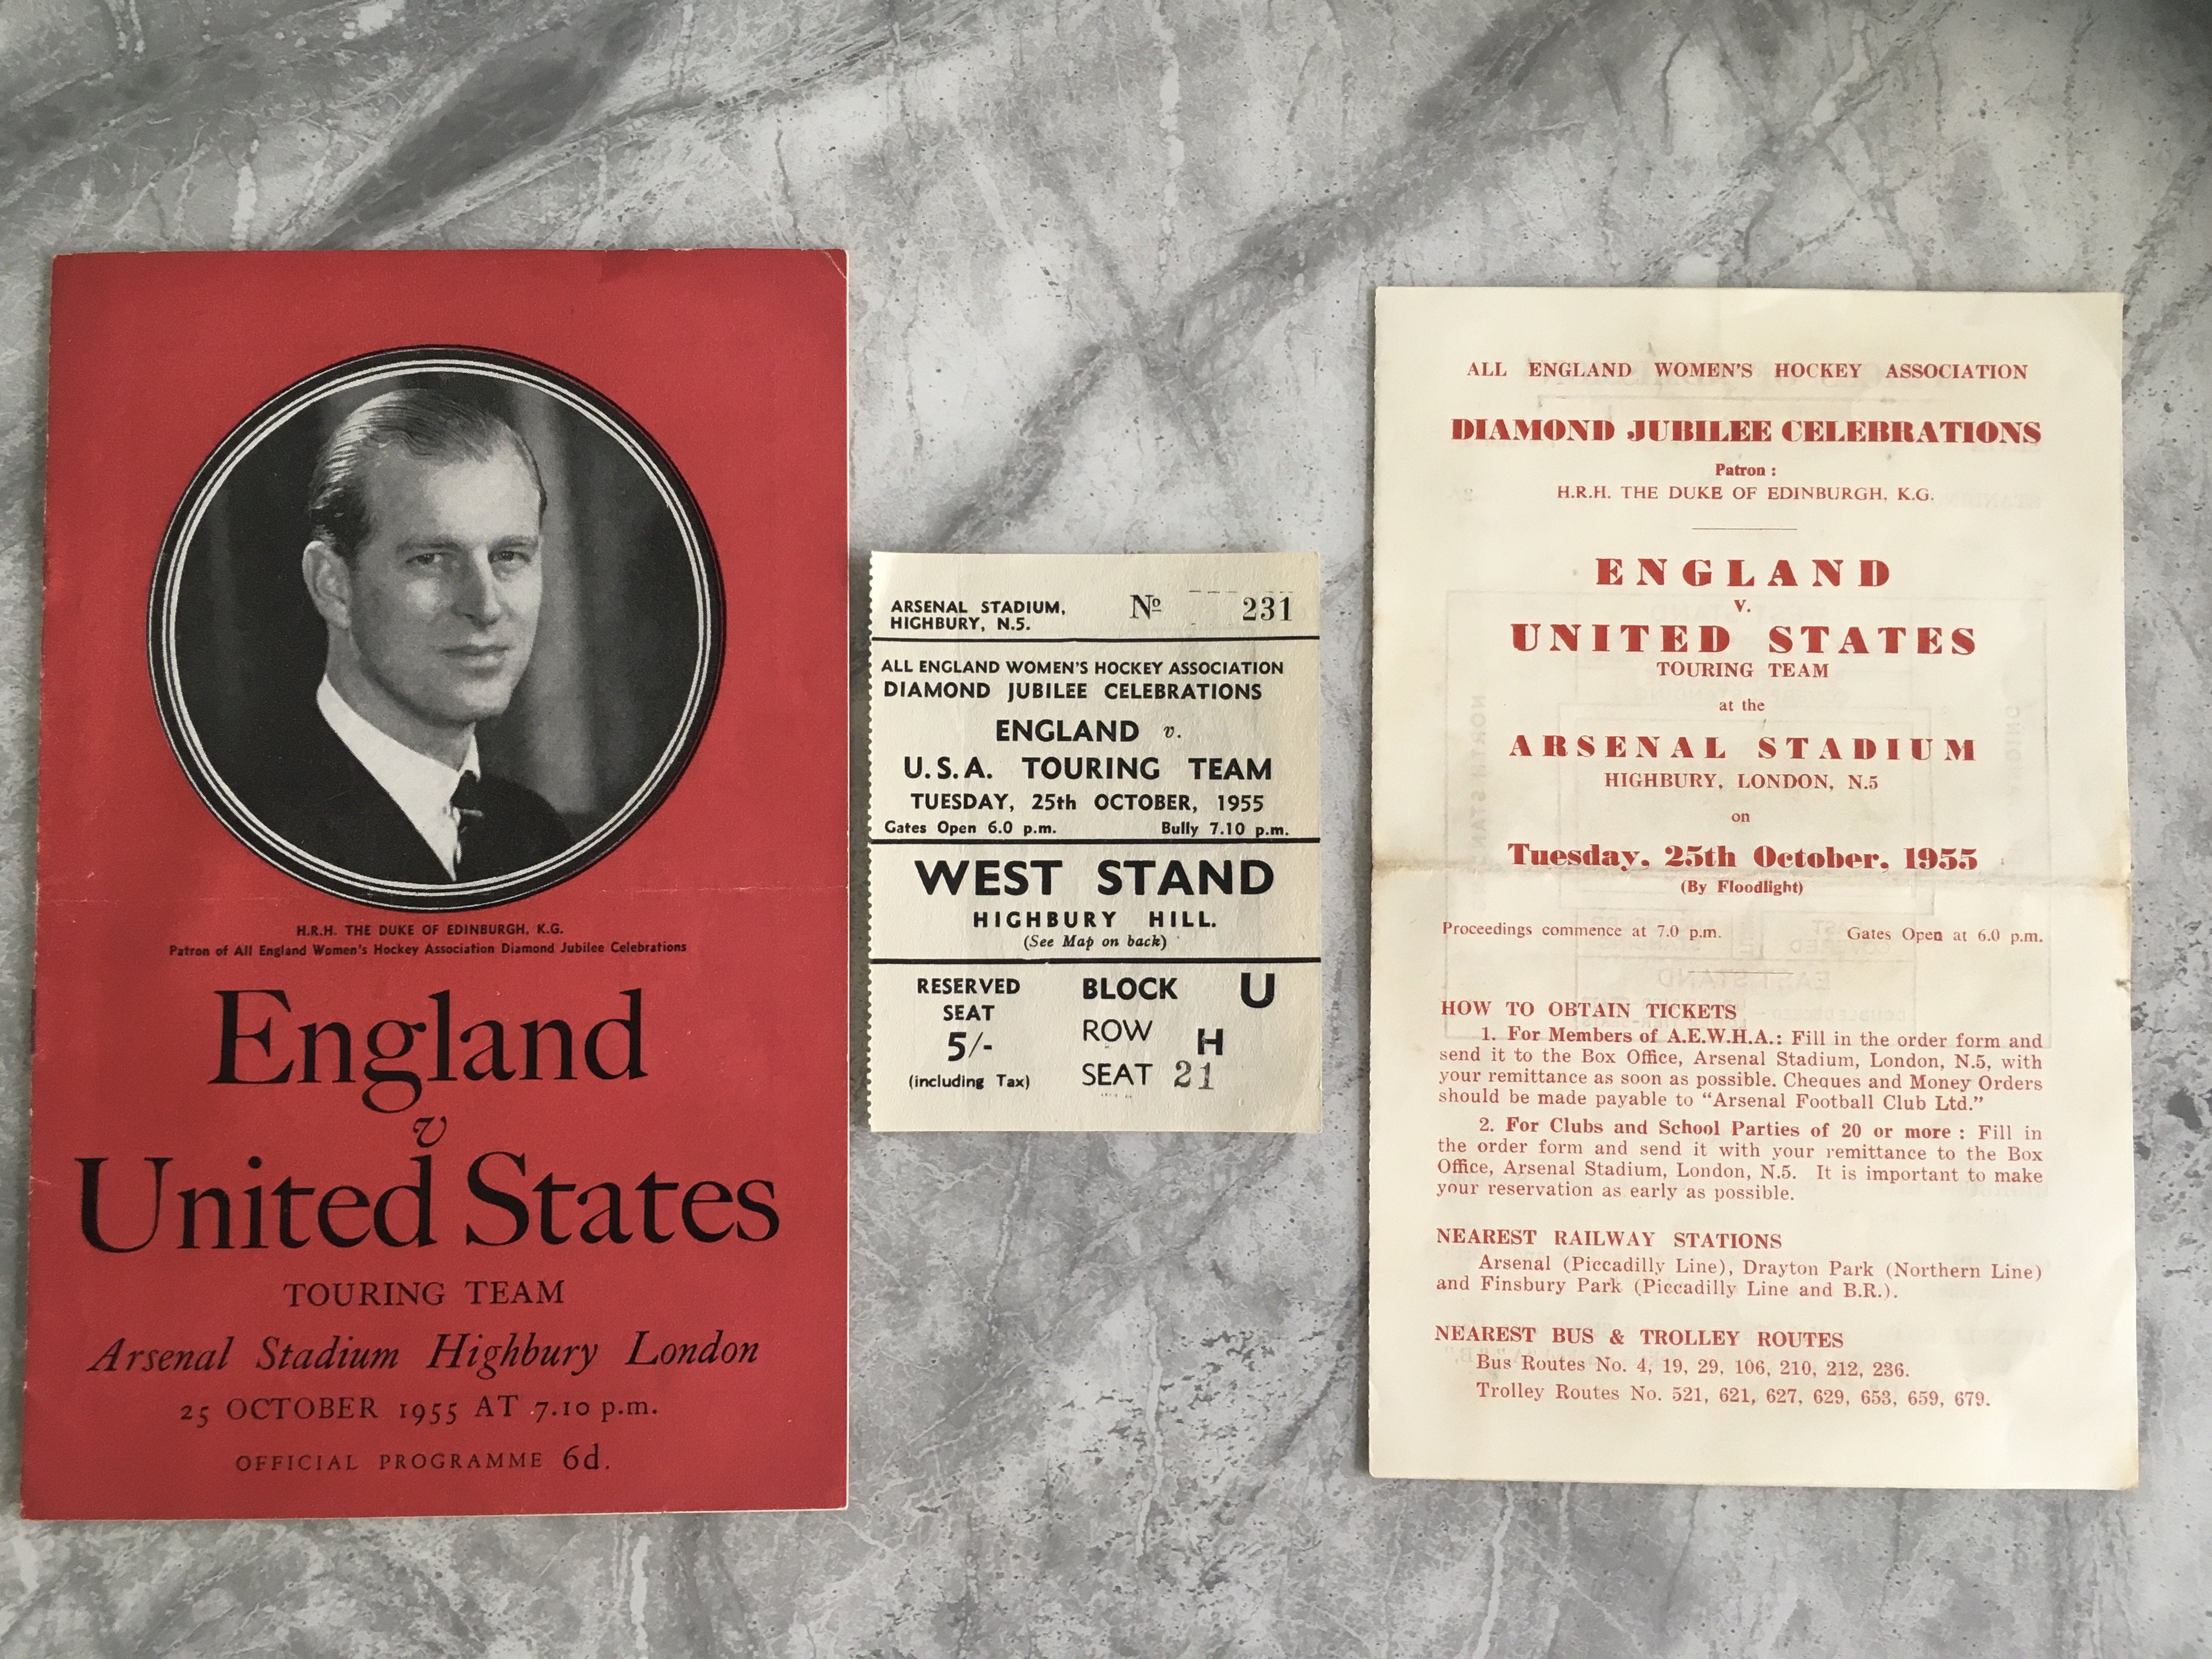 H.R.H. THE DUKE OF EDINBURGH, K.G.
Patron of All England Women's Hockey Association Diamond Jubilee Celebrations
England
v
United States
TOURING TEAM
Arsenal Stadium Highbury London
25 OCTOBER 1955 AT 7.10 p.m.
OFFICIAL PROGRAMME 6d.
ARSENAL STADIUM,
HIGHBURY, N.5.
Nº 231
ALL ENGLAND WOMEN'S HOCKEY ASSOCIATION
DIAMOND JUBILEE CELEBRATIONS
ENGLAND v.
U.S.A. TOURING TEAM
TUESDAY, 25th OCTOBER, 1955
Gates Open 6.0 p.m. Bully 7.10 p.m.
WEST STAND
HIGHBURY HILL.
(See Map on back)
RESERVED
SEAT
5/-
(including Tax)
BLOCK U
ROW H
SEAT 21
ALL ENGLAND WOMEN'S HOCKEY ASSOCIATION
DIAMOND JUBILEE CELEBRATIONS
Patron :
H.R.H. THE DUKE OF EDINBURGH, K.G.
ENGLAND
V.
UNITED STATES
TOURING TEAM
at the
ARSENAL STADIUM
HIGHBURY, LONDON, N.5
on
Tuesday, 25th October, 1955
(By Floodlight)
Proceedings commence at 7.0 p.m. Gates Open at 6.0 p.m.
HOW TO OBTAIN TICKETS
1. For Members of A.E.W.H.A.: Fill in the order form and
send it to the Box Office, Arsenal Stadium, London, N.5, with
your remittance as soon as possible. Cheques and Money Orders
should be made payable to "Arsenal Football Club Ltd."
2. For Clubs and School Parties of 20 or more : Fill in
the order form and send it with your remittance to the Box
Office, Arsenal Stadium, London, N.5. It is important to make
your reservation as early as possible.
NEAREST RAILWAY STATIONS
Arsenal (Piccadilly Line), Drayton Park (Northern Line)
and Finsbury Park (Piccadilly Line and B.R.).
NEAREST BUS & TROLLEY ROUTES
Bus Routes No. 4, 19, 29, 106, 210, 212, 236.
Trolley Routes No. 521, 621, 627, 629, 653, 659, 679.